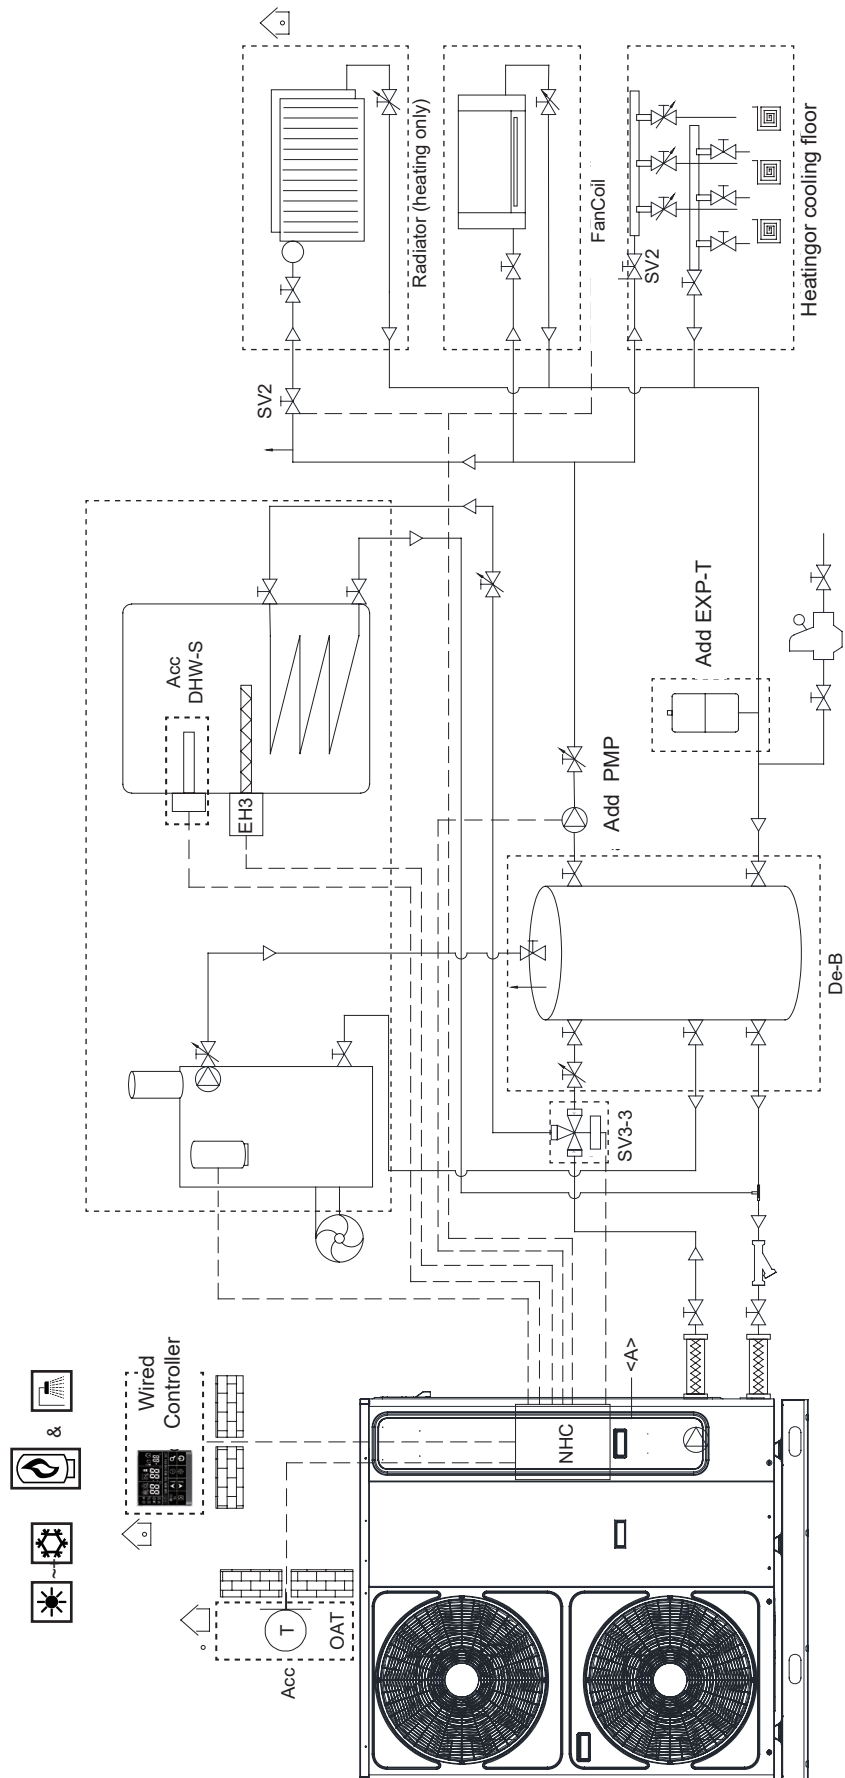 Radiator (heating only)
FanCoil
SV2
Heatingor cooling floor
SV2
Acc
DHW-S
EH3
Add EXP-T
Add PMP
De-B
SV3-3
Wired
Controller
&
<A>
NHC
~
T
OAT
Acc